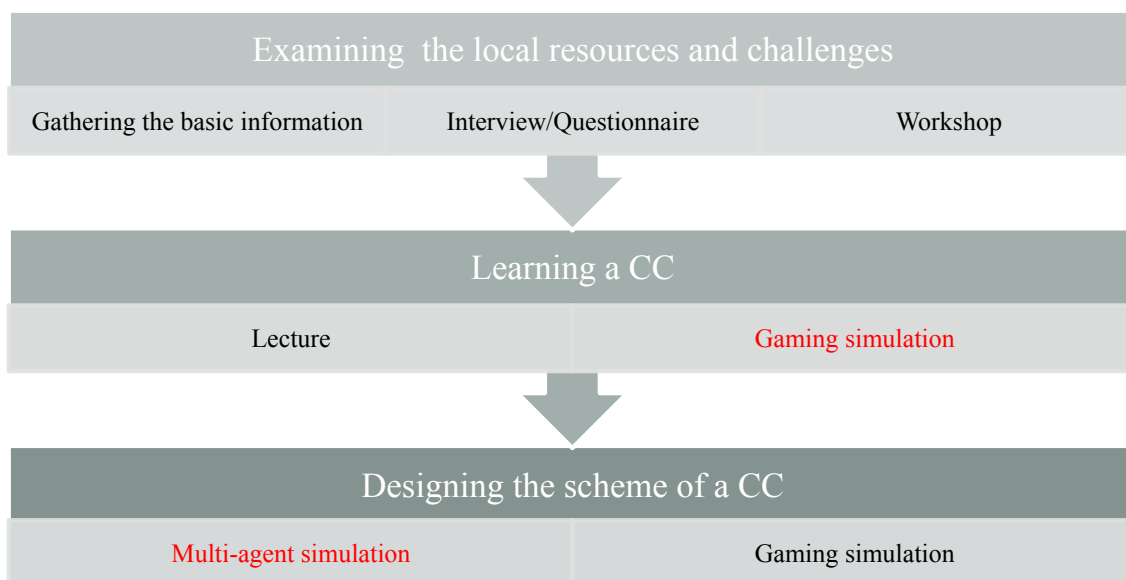 Examining the local resources and challenges
Gathering the basic information
Interview/Questionnaire
Workshop
Learning a CC
Lecture
Gaming simulation
Designing the scheme of a CC
Multi-agent simulation
Gaming simulation